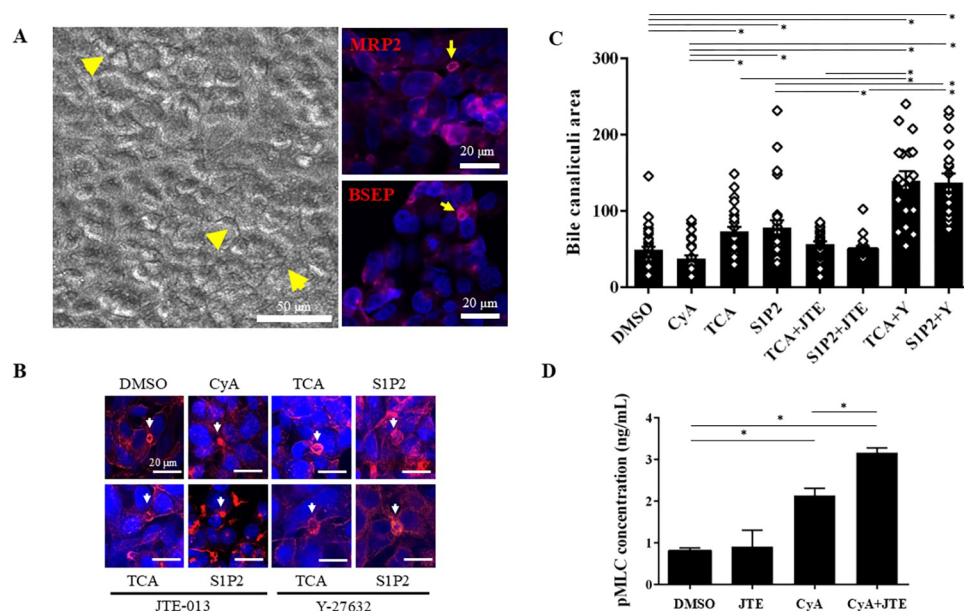 A
MRP2
20 µm
BSEP
20 µm
50 µm
B
DMSO CyA TCA S1P2
20 µm
TCA S1P2 TCA S1P2
JTE-013 Y-27632
C
* * * * * * * * * * * * *
Bile canaliculi area
300
200
100
0
DMSO CyA TCA S1P2 TCA+JTE S1P2+JTE TCA+Y S1P2+Y
D
pMLC concentration (ng/mL)
* * *
4
3
2
1
0
DMSO JTE CyA CyA+JTE